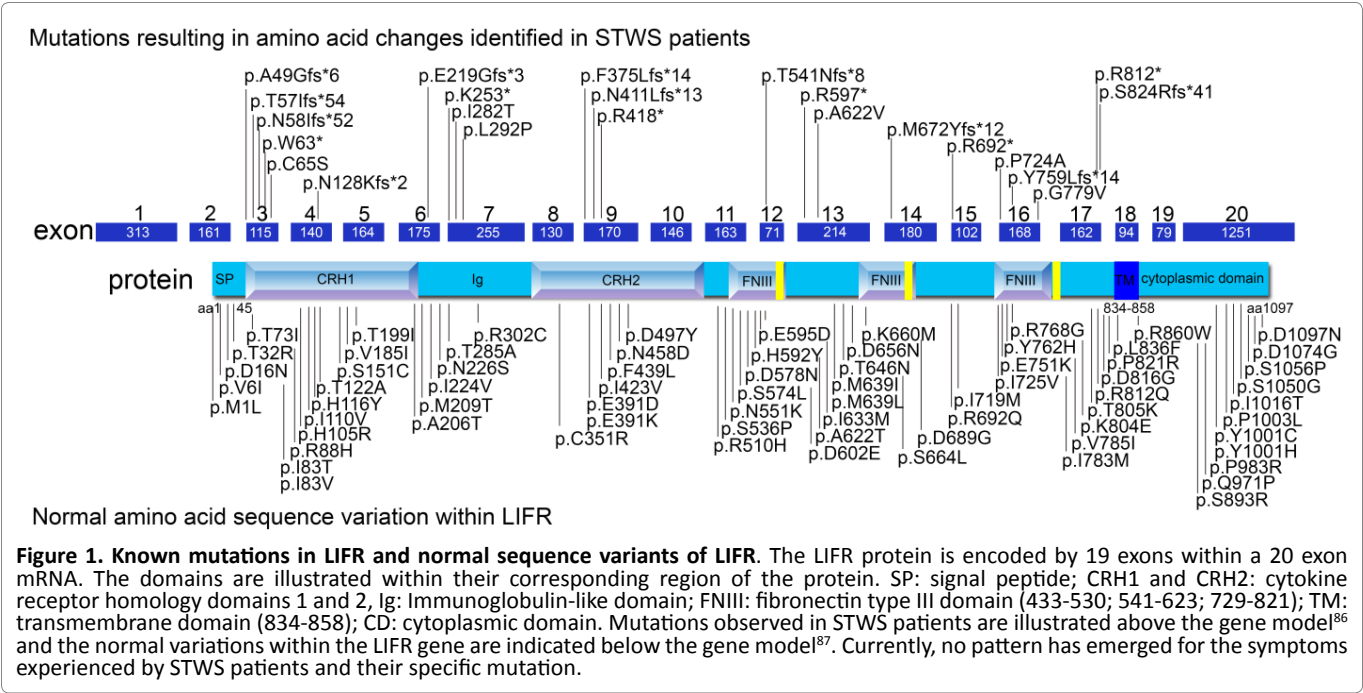 Mutations resulting in amino acid changes identified in STWS patients
p.A49Gfs*6
p.T57Ifs*54
p.N58Ifs*52
p.W63*
p.C65S
p.N128Kfs*2
p.E219Gfs*3
p.K253*
p.I282T
p.L292P
p.F375Lfs*14
p.N411Lfs*13
p.R418*
p.T541Nfs*8
p.R597*
p.A622V
p.M672Yfs*12
p.R692*
p.P724A
p.Y759Lfs*14
p.G779V
p.R812*
p.S824Rfs*41
1 2 3 4 5 6 7 8 9 10 11 12 13 14 15 16 17 18 19 20
exon 313 161 115 140 164 175 255 130 170 146 163 71 214 180 102 168 162 94 79 1251
protein SP CRH1 Ig CRH2 FNIII FNIII FNIII TM cytoplasmic domain
aa1 45 834-858 aa1097
p.T73I
p.T32R
p.D16N
p.V6I
p.M1L
p.T199I
p.V185I
p.S151C
p.T122A
p.H116Y
p.I110V
p.H105R
p.R88H
p.I83T
p.I83V
p.R302C
p.T285A
p.N226S
p.I224V
p.M209T
p.A206T
p.D497Y
p.N458D
p.F439L
p.I423V
p.E391D
p.E391K
p.C351R
p.E595D
p.H592Y
p.D578N
p.S574L
p.N551K
p.S536P
p.R510H
p.K660M
p.D656N
p.T646N
p.M639I
p.M639L
p.I633M
p.A622T
p.D602E
p.R768G
p.Y762H
p.E751K
p.I725V
p.I719M
p.R692Q
p.D689G
p.S664L
p.R860W
p.L836F
p.P821R
p.D816G
p.R812Q
p.T805K
p.K804E
p.V785I
p.I783M
p.D1097N
p.D1074G
p.S1056P
p.S1050G
p.I1016T
p.P1003L
p.Y1001C
p.Y1001H
p.P983R
p.Q971P
p.S893R
Normal amino acid sequence variation within LIFR
Figure 1. Known mutations in LIFR and normal sequence variants of LIFR. The LIFR protein is encoded by 19 exons within a 20 exon
mRNA. The domains are illustrated within their corresponding region of the protein. SP: signal peptide; CRH1 and CRH2: cytokine
receptor homology domains 1 and 2, Ig: Immunoglobulin-like domain; FNIII: fibronectin type III domain (433-530; 541-623; 729-821); TM:
transmembrane domain (834-858); CD: cytoplasmic domain. Mutations observed in STWS patients are illustrated above the gene model86
and the normal variations within the LIFR gene are indicated below the gene model87. Currently, no pattern has emerged for the symptoms
experienced by STWS patients and their specific mutation.